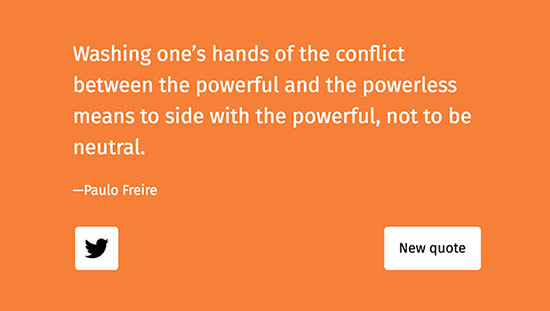 Washing one’s hands of the conflict
between the powerful and the powerless
means to side with the powerful, not to be
neutral.
—Paulo Freire
New quote